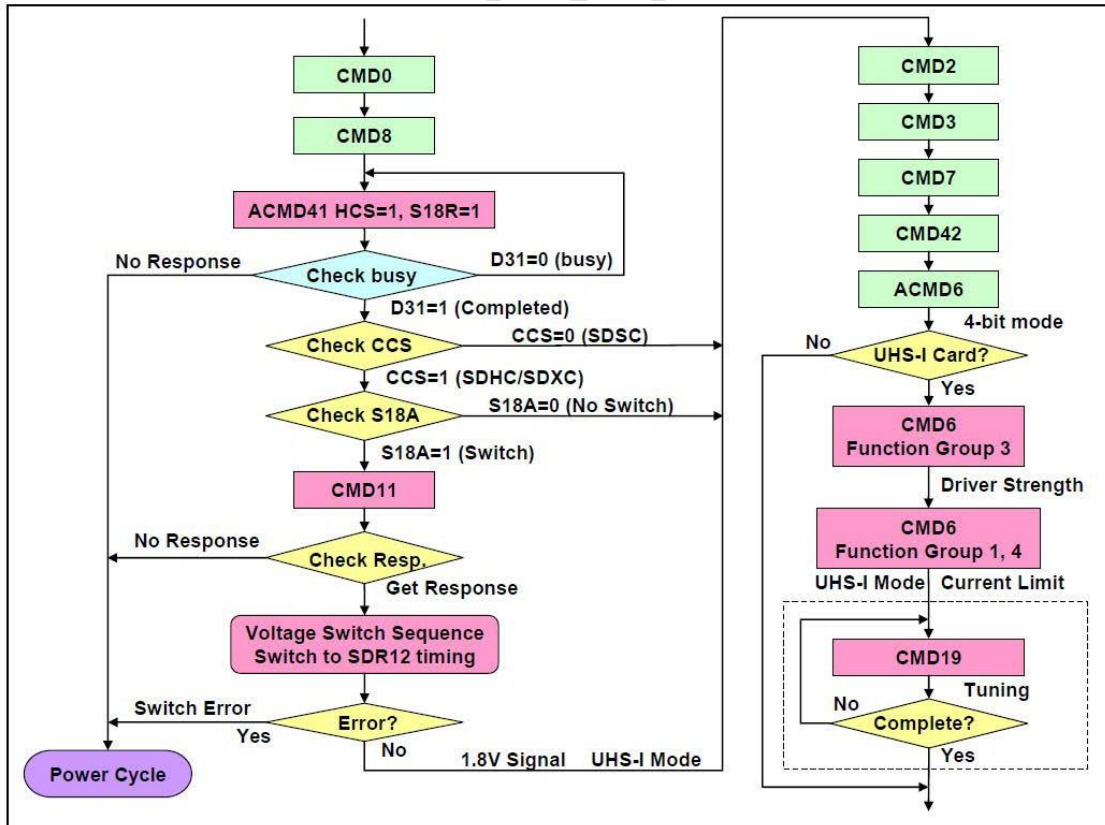 CMD0
CMD8
ACMD41 HCS=1, S18R=1
No Response
Check busy
D31=0 (busy)
D31=1 (Completed)
Check CCS
CCS=0 (SDSC)
CCS=1 (SDHC/SDXC)
Check S18A
S18A=0 (No Switch)
S18A=1 (Switch)
CMD11
No Response
Check Resp.
Get Response
Voltage Switch Sequence
Switch to SDR12 timing
Switch Error
Error?
Yes
No
1.8V Signal UHS-I Mode
Power Cycle
CMD2
CMD3
CMD7
CMD42
ACMD6
4-bit mode
No
UHS-I Card?
Yes
CMD6
Function Group 3
Driver Strength
CMD6
Function Group 1, 4
UHS-I Mode
Current Limit
CMD19
Tuning
No
Complete?
Yes